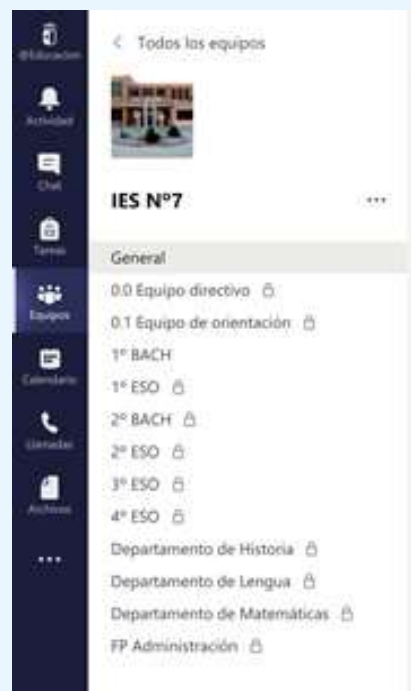 @Educacion
Actividad
Chat
Tareas
Equipos
Calendario
Llamadas
Archivos
Todos los equipos
IES Nº7
General
0.0 Equipo directivo
0.1 Equipo de orientación
1º BACH
1º ESO
2º BACH
2º ESO
3º ESO
4º ESO
Departamento de Historia
Departamento de Lengua
Departamento de Matemáticas
FP Administración